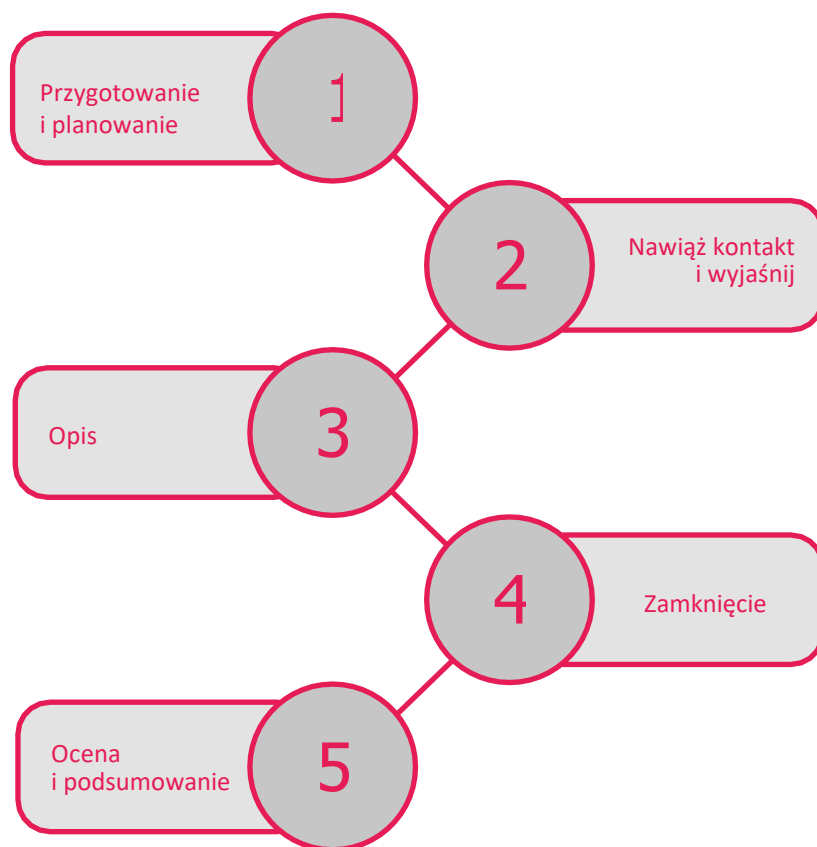 Przygotowanie
i planowanie
1
2
Nawiąż kontakt
i wyjaśnij
Opis
3
4
Zamknięcie
Ocena
i podsumowanie
5